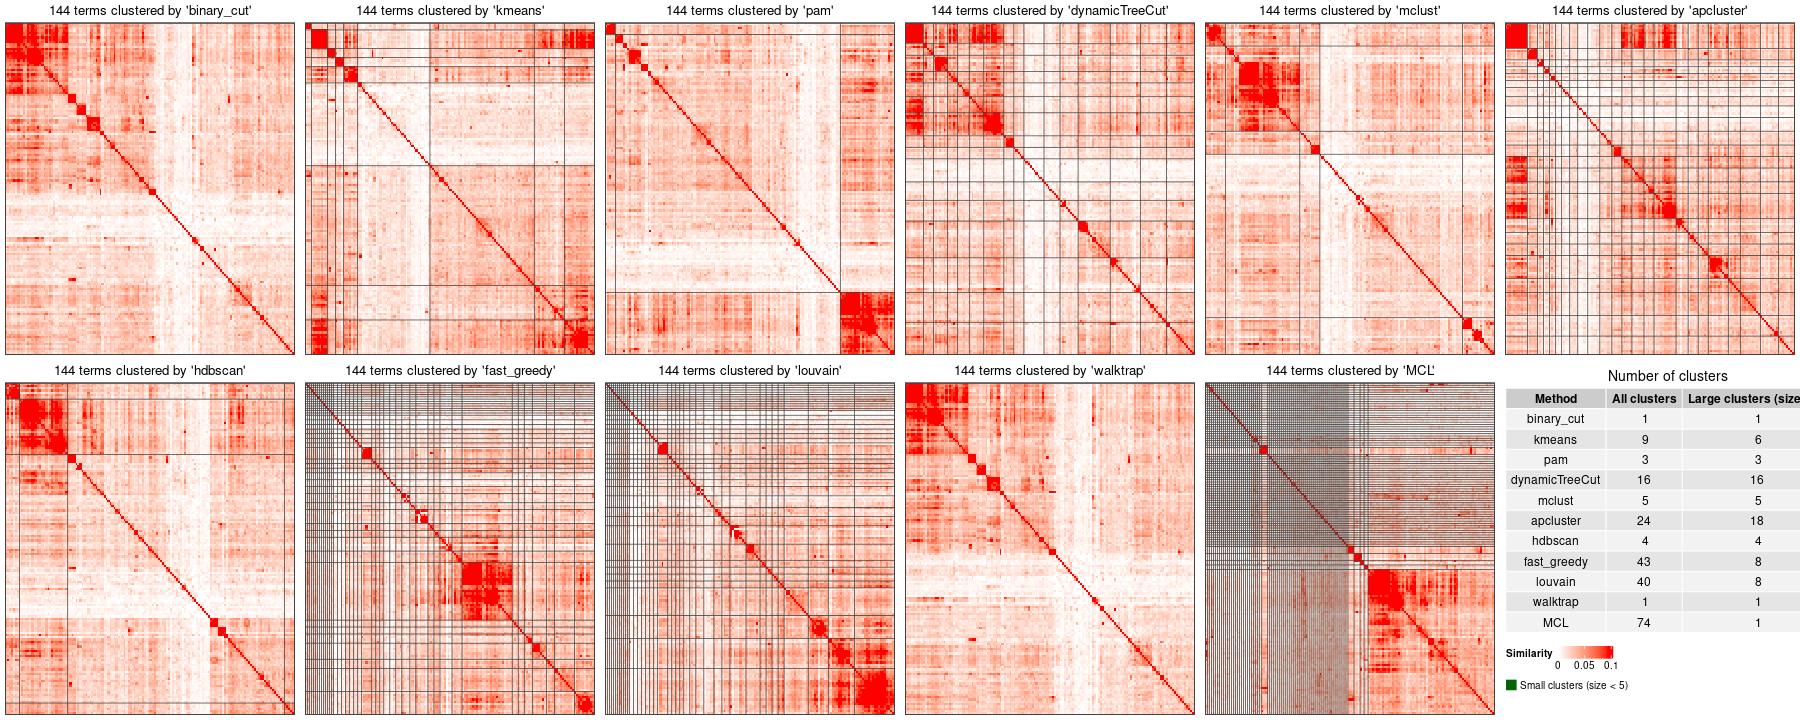 144 terms clustered by 'binary_cut'
144 terms clustered by 'kmeans'
144 terms clustered by 'pam'
144 terms clustered by 'dynamicTreeCut'
144 terms clustered by 'mclust'
144 terms clustered by 'apcluster'
144 terms clustered by 'hdbscan'
144 terms clustered by 'fast_greedy'
144 terms clustered by 'louvain'
144 terms clustered by 'walktrap'
144 terms clustered by 'MCL'
Number of clusters
Method All clusters Large clusters (size
binary_cut 1 1
kmeans 9 6
pam 3 3
dynamicTreeCut 16 16
mclust 5 5
apcluster 24 18
hdbscan 4 4
fast_greedy 43 8
louvain 40 8
walktrap 1 1
MCL 74 1
Similarity
0 0.05 0.1
Small clusters (size < 5)